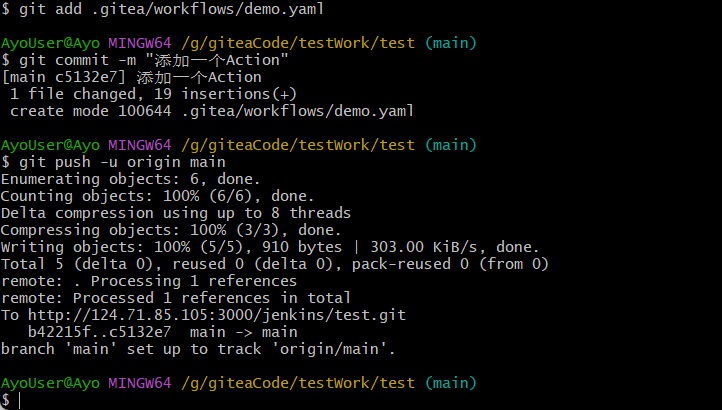 $ git add .gitea/workflows/demo.yaml
AyoUser@Ayo MINGW64 /g/giteaCode/testWork/test (main)
$ git commit -m "添加一个Action"
[main c5132e7] 添加一个Action
 1 file changed, 19 insertions(+)
 create mode 100644 .gitea/workflows/demo.yaml
AyoUser@Ayo MINGW64 /g/giteaCode/testWork/test (main)
$ git push -u origin main
Enumerating objects: 6, done.
Counting objects: 100% (6/6), done.
Delta compression using up to 8 threads
Compressing objects: 100% (3/3), done.
Writing objects: 100% (5/5), 910 bytes | 303.00 KiB/s, done.
Total 5 (delta 0), reused 0 (delta 0), pack-reused 0 (from 0)
remote: . Processing 1 references
remote: Processed 1 references in total
To http://124.71.85.105:3000/jenkins/test.git
   b42215f..c5132e7  main -> main
branch 'main' set up to track 'origin/main'.
AyoUser@Ayo MINGW64 /g/giteaCode/testWork/test (main)
$